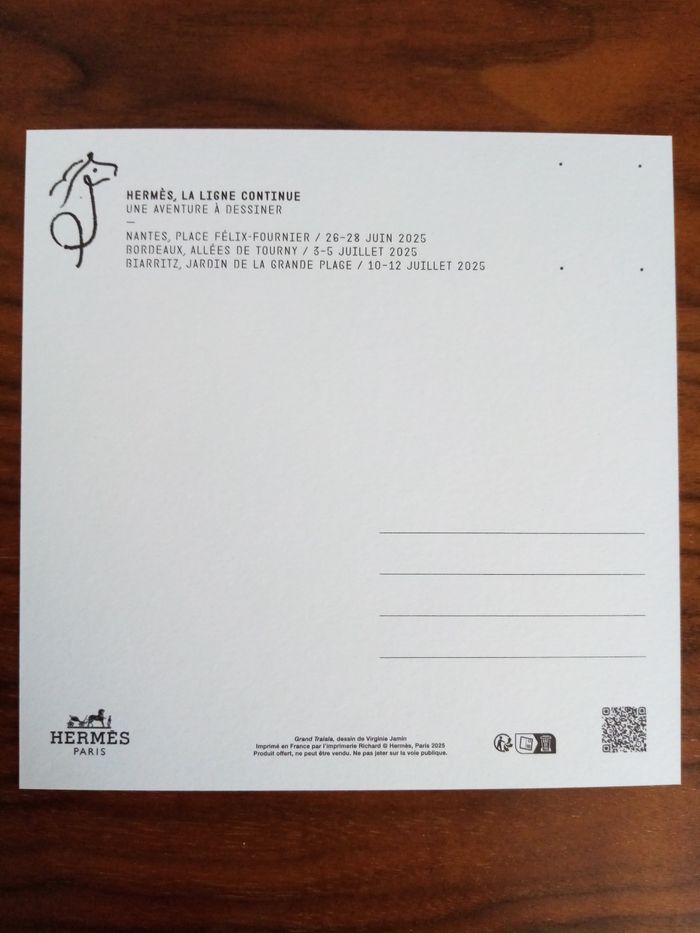 HERMÈS, LA LIGNE CONTINUE
UNE AVENTURE À DESSINER
—
NANTES, PLACE FÉLIX-FOURNIER / 26-28 JUIN 2025
BORDEAUX, ALLÉES DE TOURNY / 3-5 JUILLET 2025
BIARRITZ, JARDIN DE LA GRANDE PLAGE / 10-12 JUILLET 2025
HERMÈS
PARIS
Grand Tralala, dessin de Virginie Jamin
Imprimé en France par l'imprimerie Richard © Hermès, Paris 2025
Produit offert, ne peut être vendu. Ne pas jeter sur la voie publique.